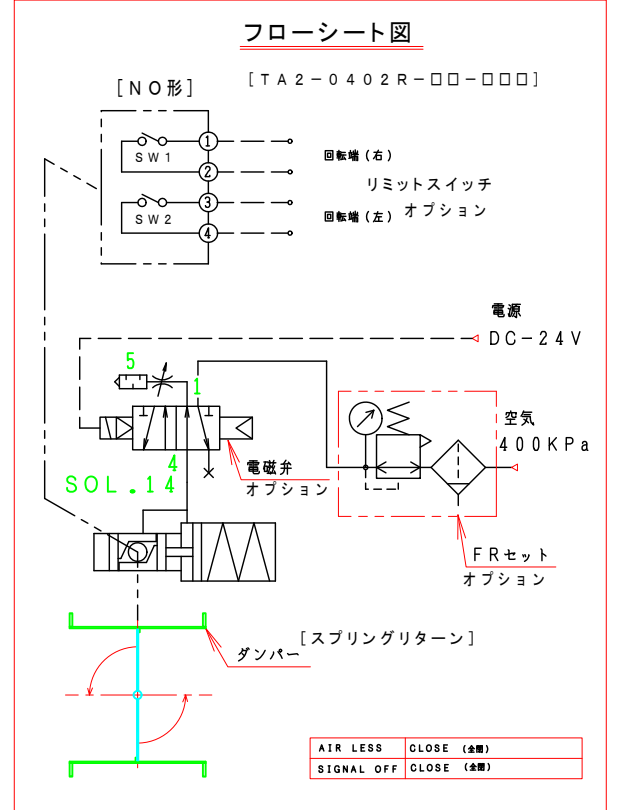 フローシート図
[NO形]
[TA2-0402R-□□-□□□]
SW1
1
2
SW2
3
4
回転端(右)
リミットスイッチ
オプション
回転端(左)
電源
DC-24V
5
1
4
SOL.14
電磁弁
オプション
空気
400KPa
FRセット
オプション
[スプリングリターン]
ダンパー
AIR LESS CLOSE (全閉)
SIGNAL OFF CLOSE (全閉)